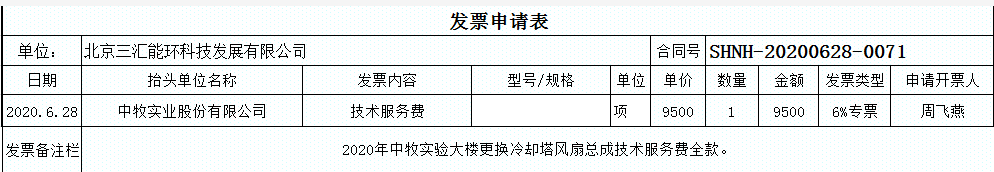 发票申请表
单位： 北京三汇能环科技发展有限公司 合同号 SHNH-20200628-0071
日期 抬头单位名称 发票内容 型号/规格 单位 单价 数量 金额 发票类型 申请开票人
2020.6.28 中牧实业股份有限公司 技术服务费 项 9500 1 9500 6%专票 周飞燕
发票备注栏 2020年中牧实验大楼更换冷却塔风扇总成技术服务费全款。